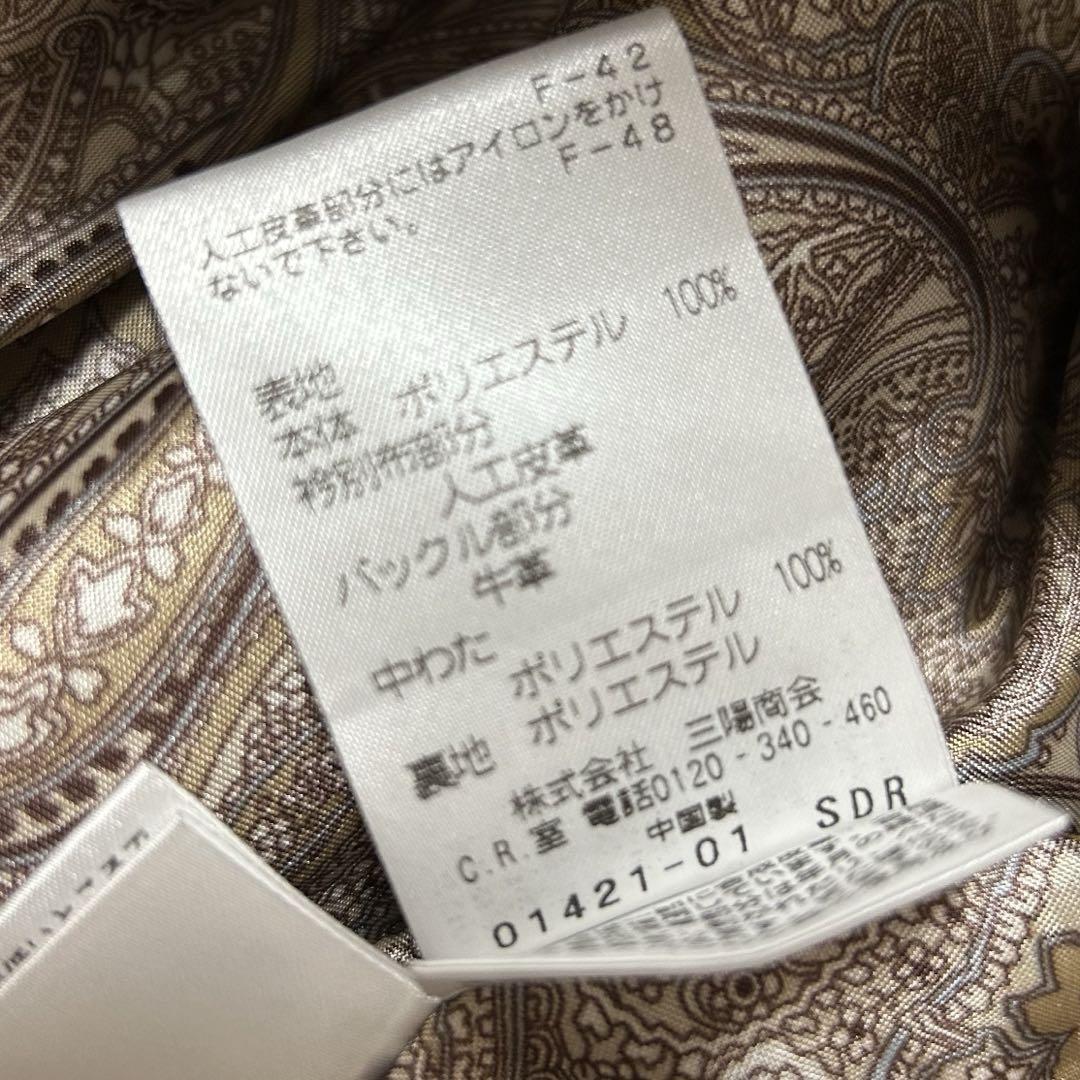 F-42
人工皮革部分にはアイロンをかけ
ないで下さい。
F-48
表地
本体 ポリエステル 100%
衿別布部分
人工皮革
バックル部分
牛革
中わた
ポリエステル 100%
裏地 ポリエステル
株式会社 三陽商会
C.R.室 電話0120-340-460
中国製
01421-01 SDR